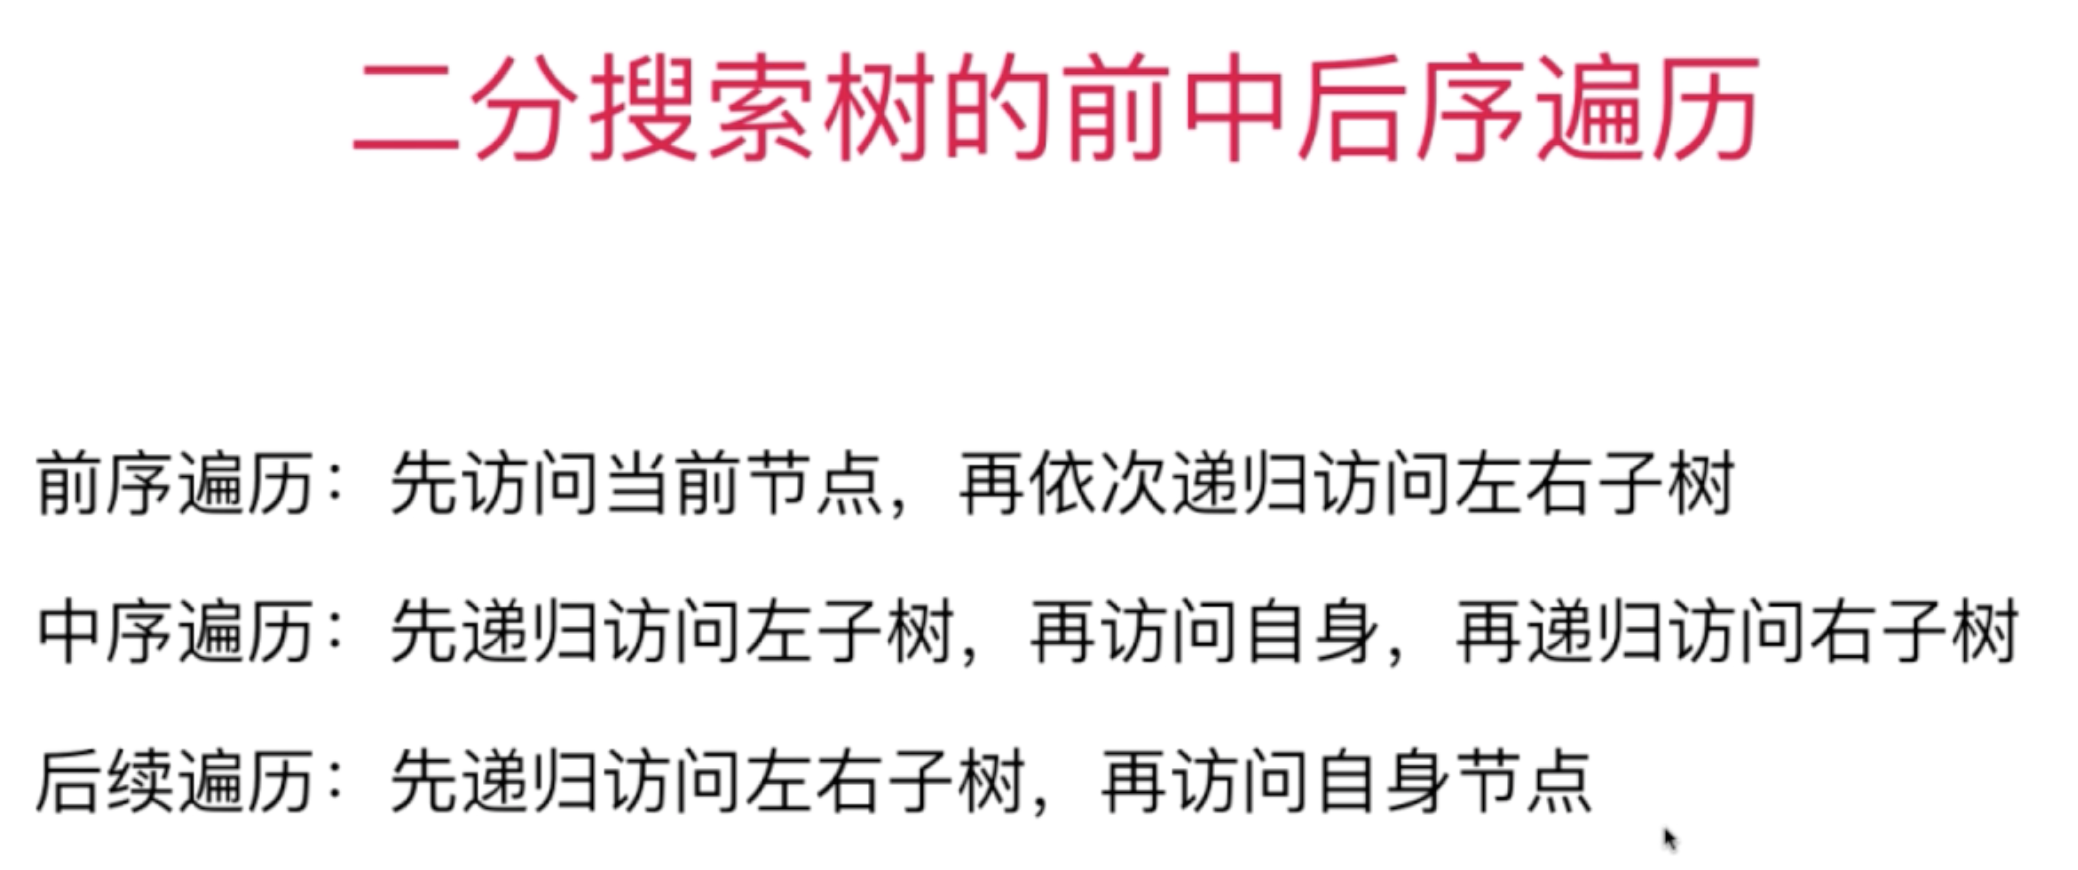 二分搜索树的前中后序遍历
前序遍历：先访问当前节点，再依次递归访问左右子树
中序遍历：先递归访问左子树，再访问自身，再递归访问右子树
后续遍历：先递归访问左右子树，再访问自身节点